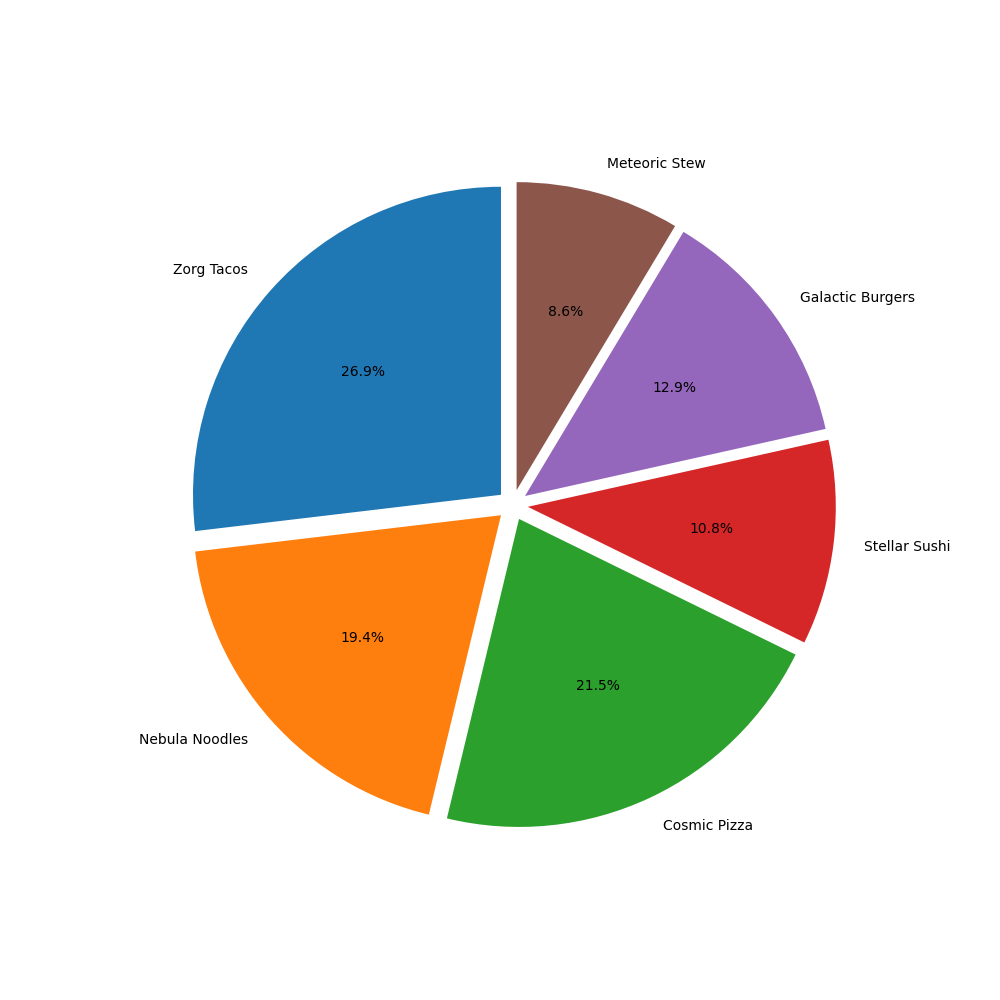 Meteoric Stew
Zorg Tacos
Galactic Burgers
8.6%
26.9%
12.9%
10.8%
Stellar Sushi
19.4%
21.5%
Nebula Noodles
Cosmic Pizza